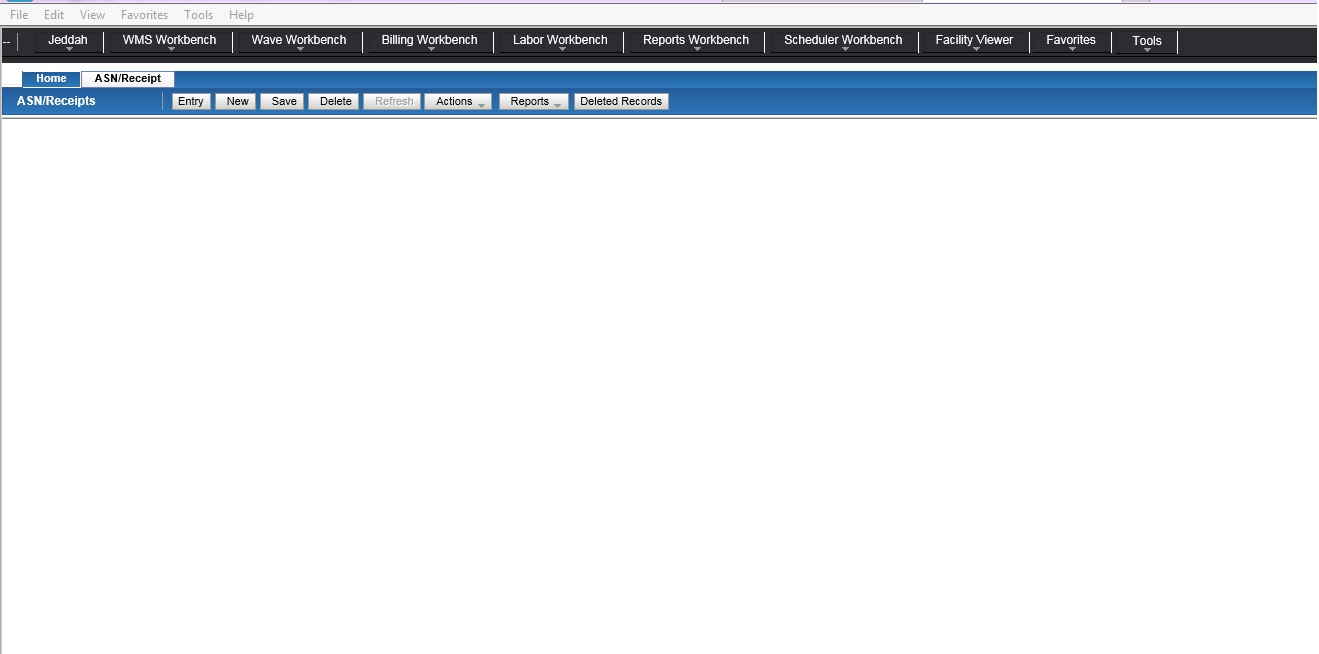 File Edit View Favorites Tools Help
-- Jeddah WMS Workbench Wave Workbench Billing Workbench Labor Workbench Reports Workbench Scheduler Workbench Facility Viewer Favorites Tools
Home ASN/Receipt
ASN/Receipts Entry New Save Delete Refresh Actions Reports Deleted Records